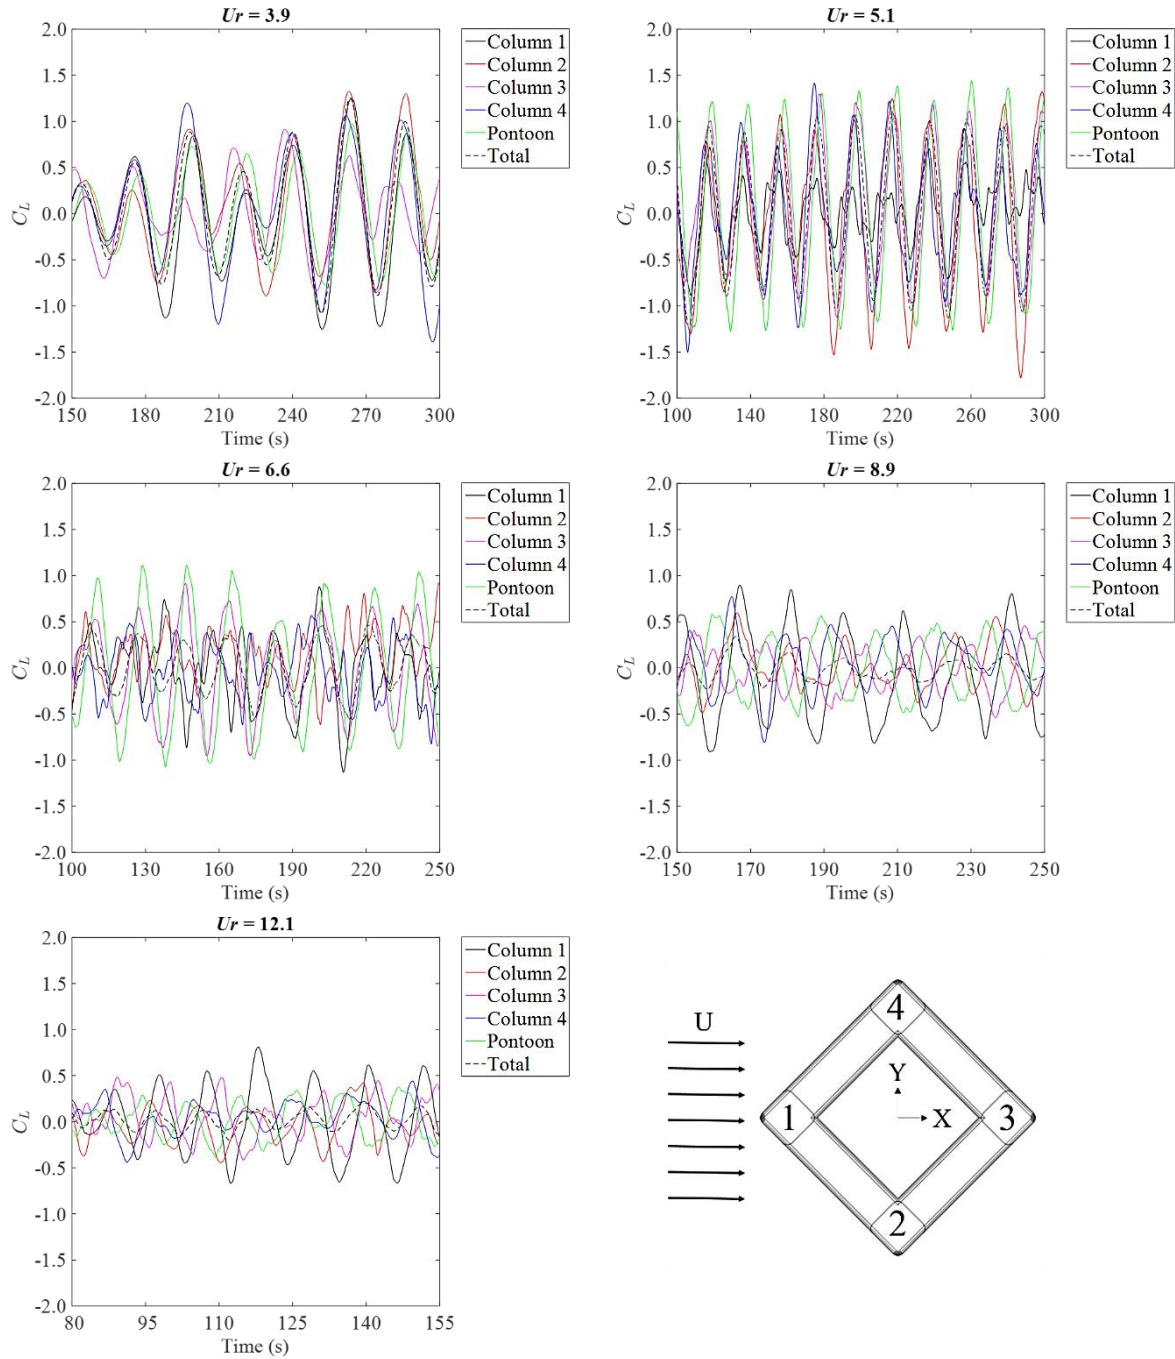 Ur = 3.9
2.0
1.5
1.0
0.5
0.0
-0.5
-1.0
-1.5
-2.0
C_L
150 180 210 240 270 300
Time (s)
Column 1
Column 2
Column 3
Column 4
Pontoon
Total
Ur = 5.1
2.0
1.5
1.0
0.5
0.0
-0.5
-1.0
-1.5
-2.0
C_L
100 140 180 220 260 300
Time (s)
Column 1
Column 2
Column 3
Column 4
Pontoon
Total
Ur = 6.6
2.0
1.5
1.0
0.5
0.0
-0.5
-1.0
-1.5
-2.0
C_L
100 130 160 190 220 250
Time (s)
Column 1
Column 2
Column 3
Column 4
Pontoon
Total
Ur = 8.9
2.0
1.5
1.0
0.5
0.0
-0.5
-1.0
-1.5
-2.0
C_L
150 170 190 210 230 250
Time (s)
Column 1
Column 2
Column 3
Column 4
Pontoon
Total
Ur = 12.1
2.0
1.5
1.0
0.5
0.0
-0.5
-1.0
-1.5
-2.0
C_L
80 95 110 125 140 155
Time (s)
Column 1
Column 2
Column 3
Column 4
Pontoon
Total
U
4
Y
1 X 3
2